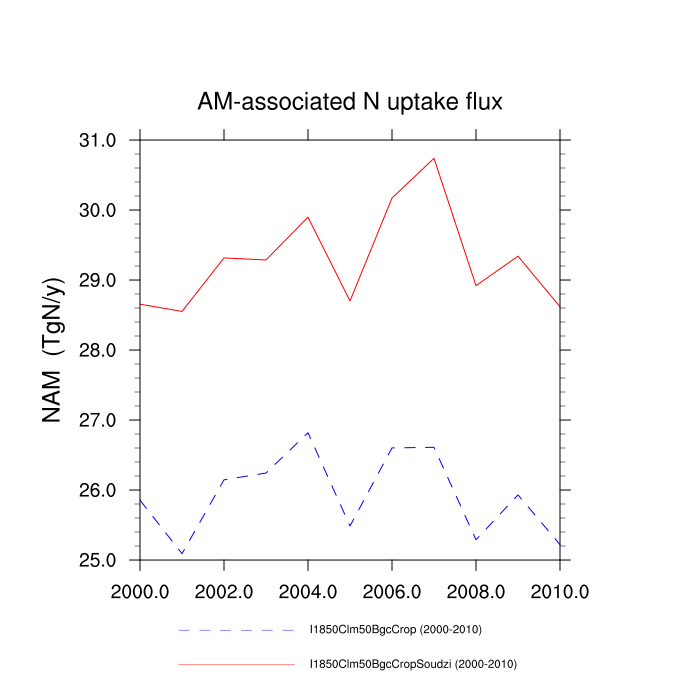 AM-associated N uptake flux
31.0
30.0
29.0
28.0
27.0
26.0
25.0
NAM (TgN/y)
2000.0 2002.0 2004.0 2006.0 2008.0 2010.0
I1850Clm50BgcCrop (2000-2010)
I1850Clm50BgcCropSoudzi (2000-2010)